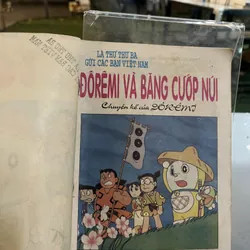 LÁ THƯ THỨ BA
GỬI CÁC BẠN VIỆT-NAM
ĐÔRÊMI VÀ BĂNG CƯỚP NÚI
Chuyện kể của ĐÔRÊMI